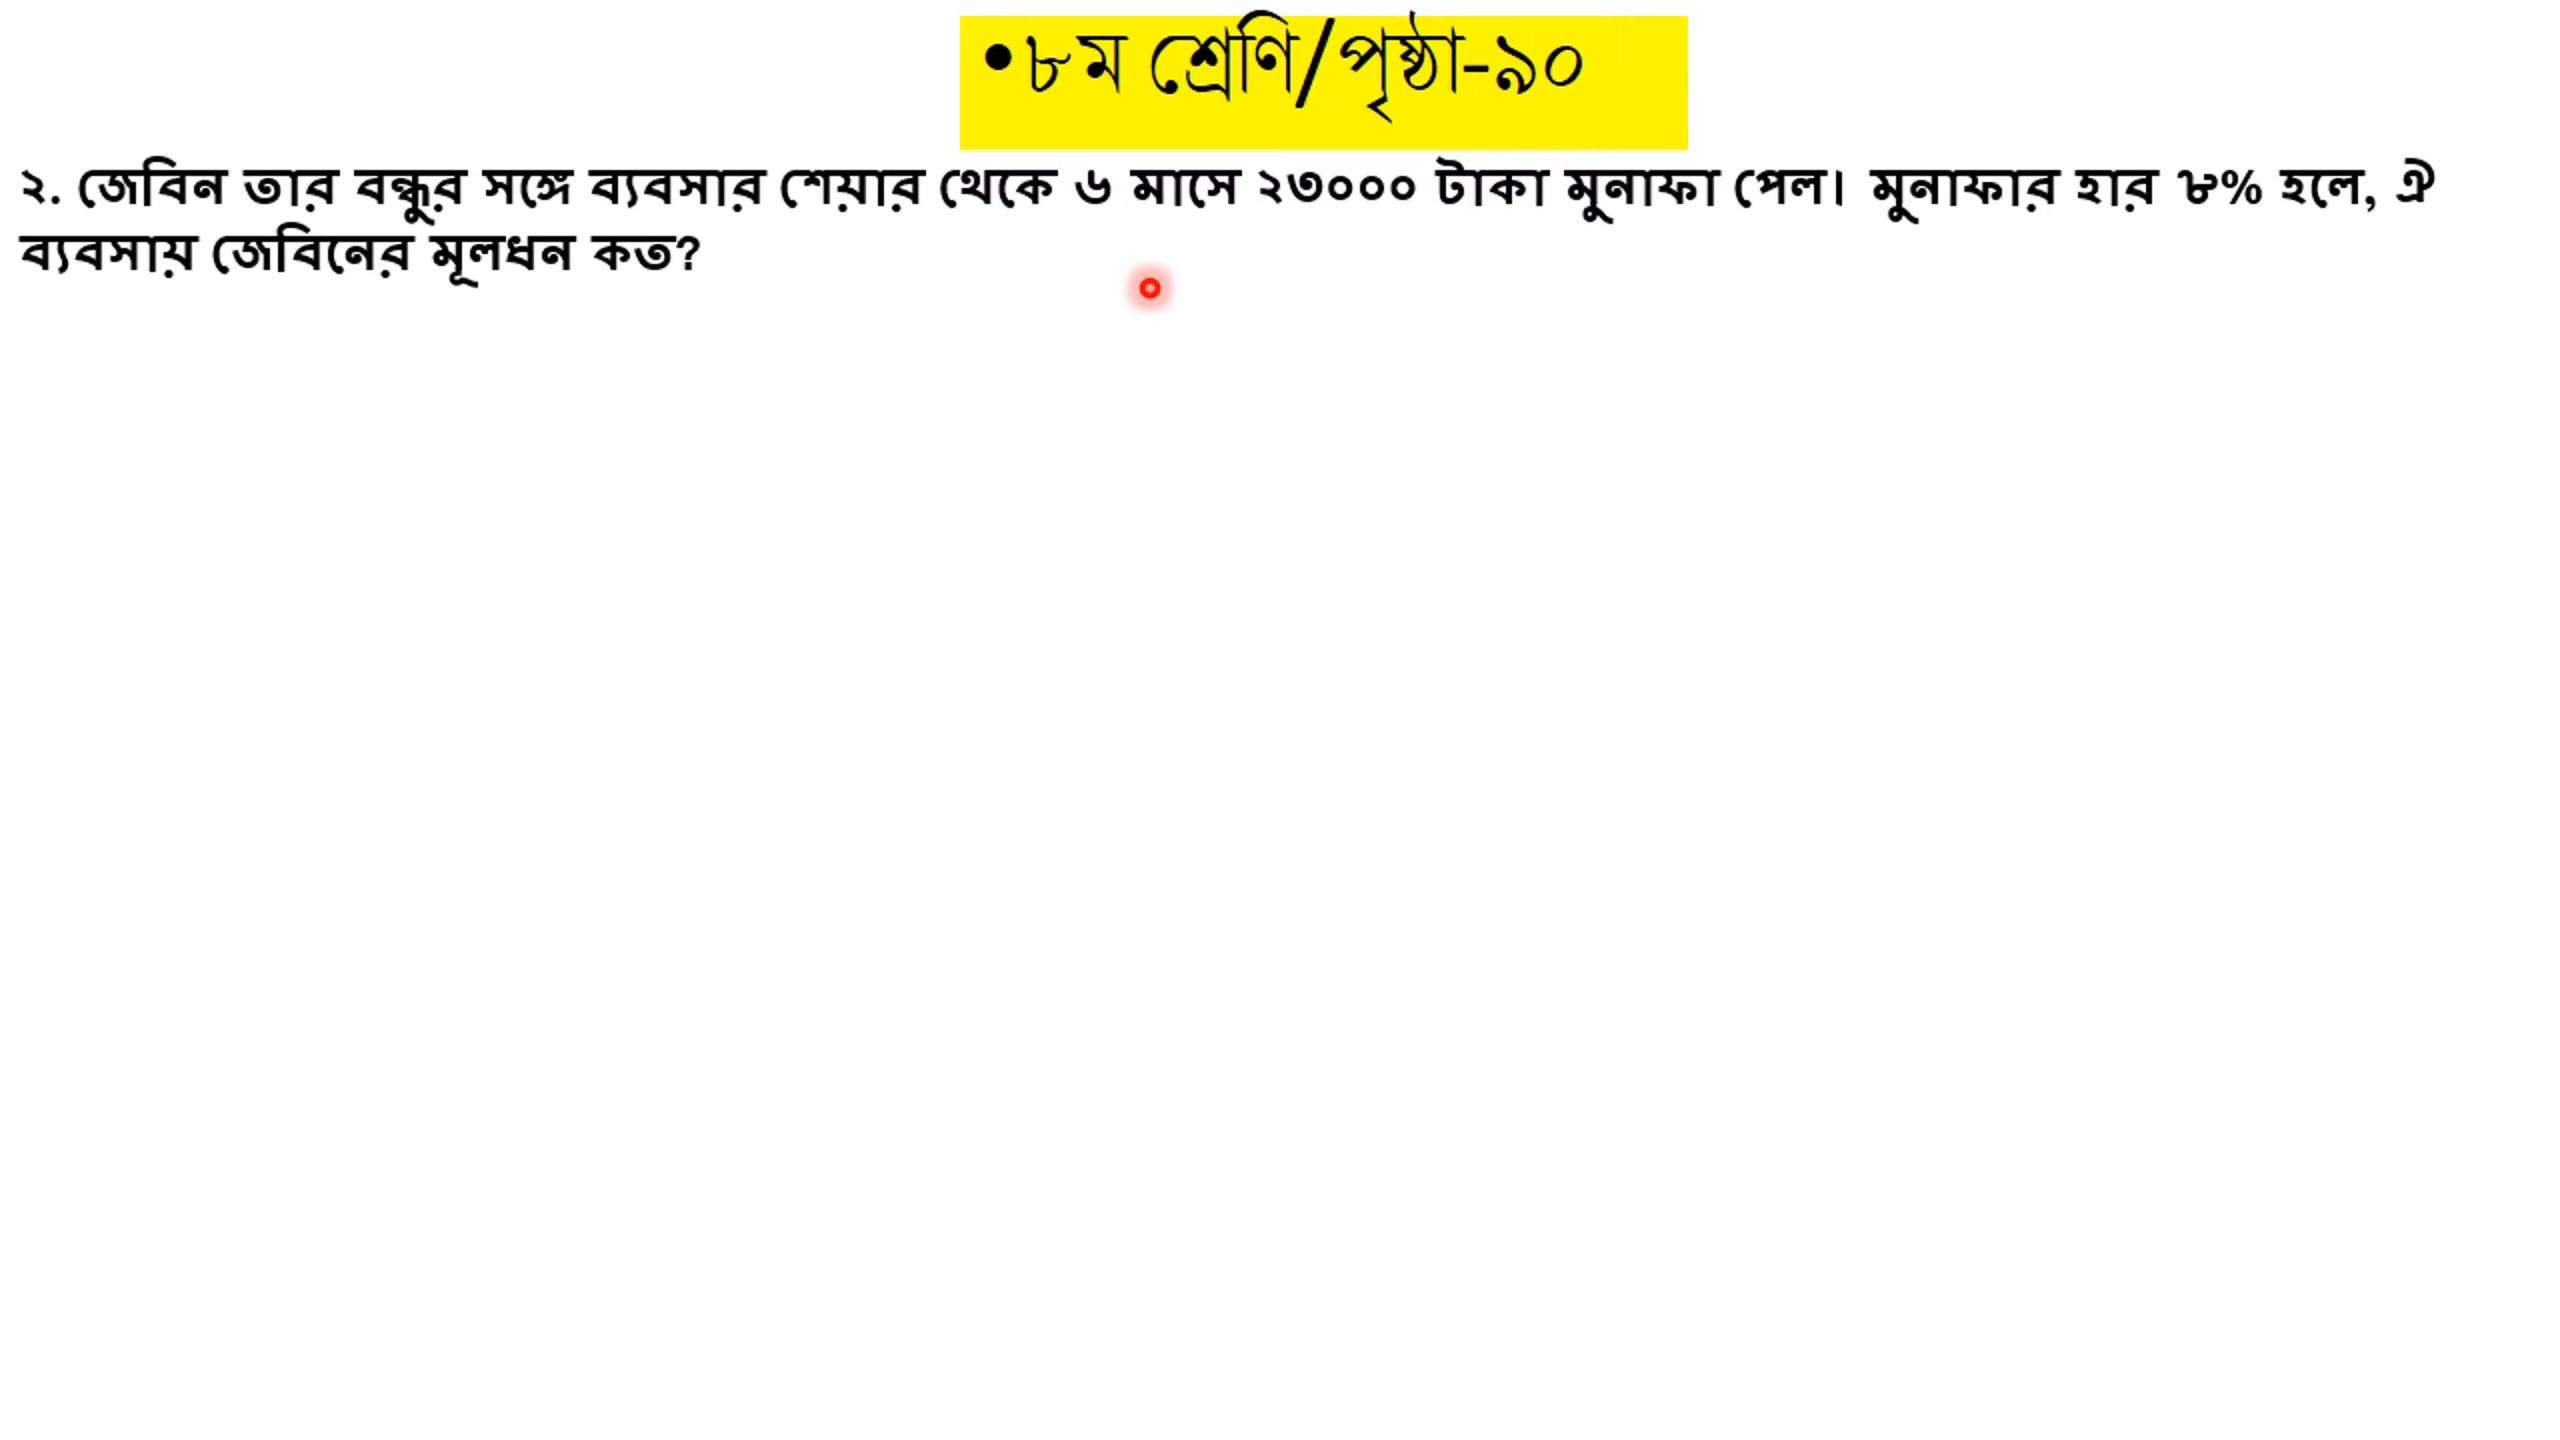 •৮ম শ্রেণি/পৃষ্ঠা-৯০
২. জেবিন তার বন্ধুর সঙ্গে ব্যবসার শেয়ার থেকে ৬ মাসে ২৩০০০ টাকা মুনাফা পেল। মুনাফার হার ৮% হলে, ঐ
ব্যবসায় জেবিনের মূলধন কত?